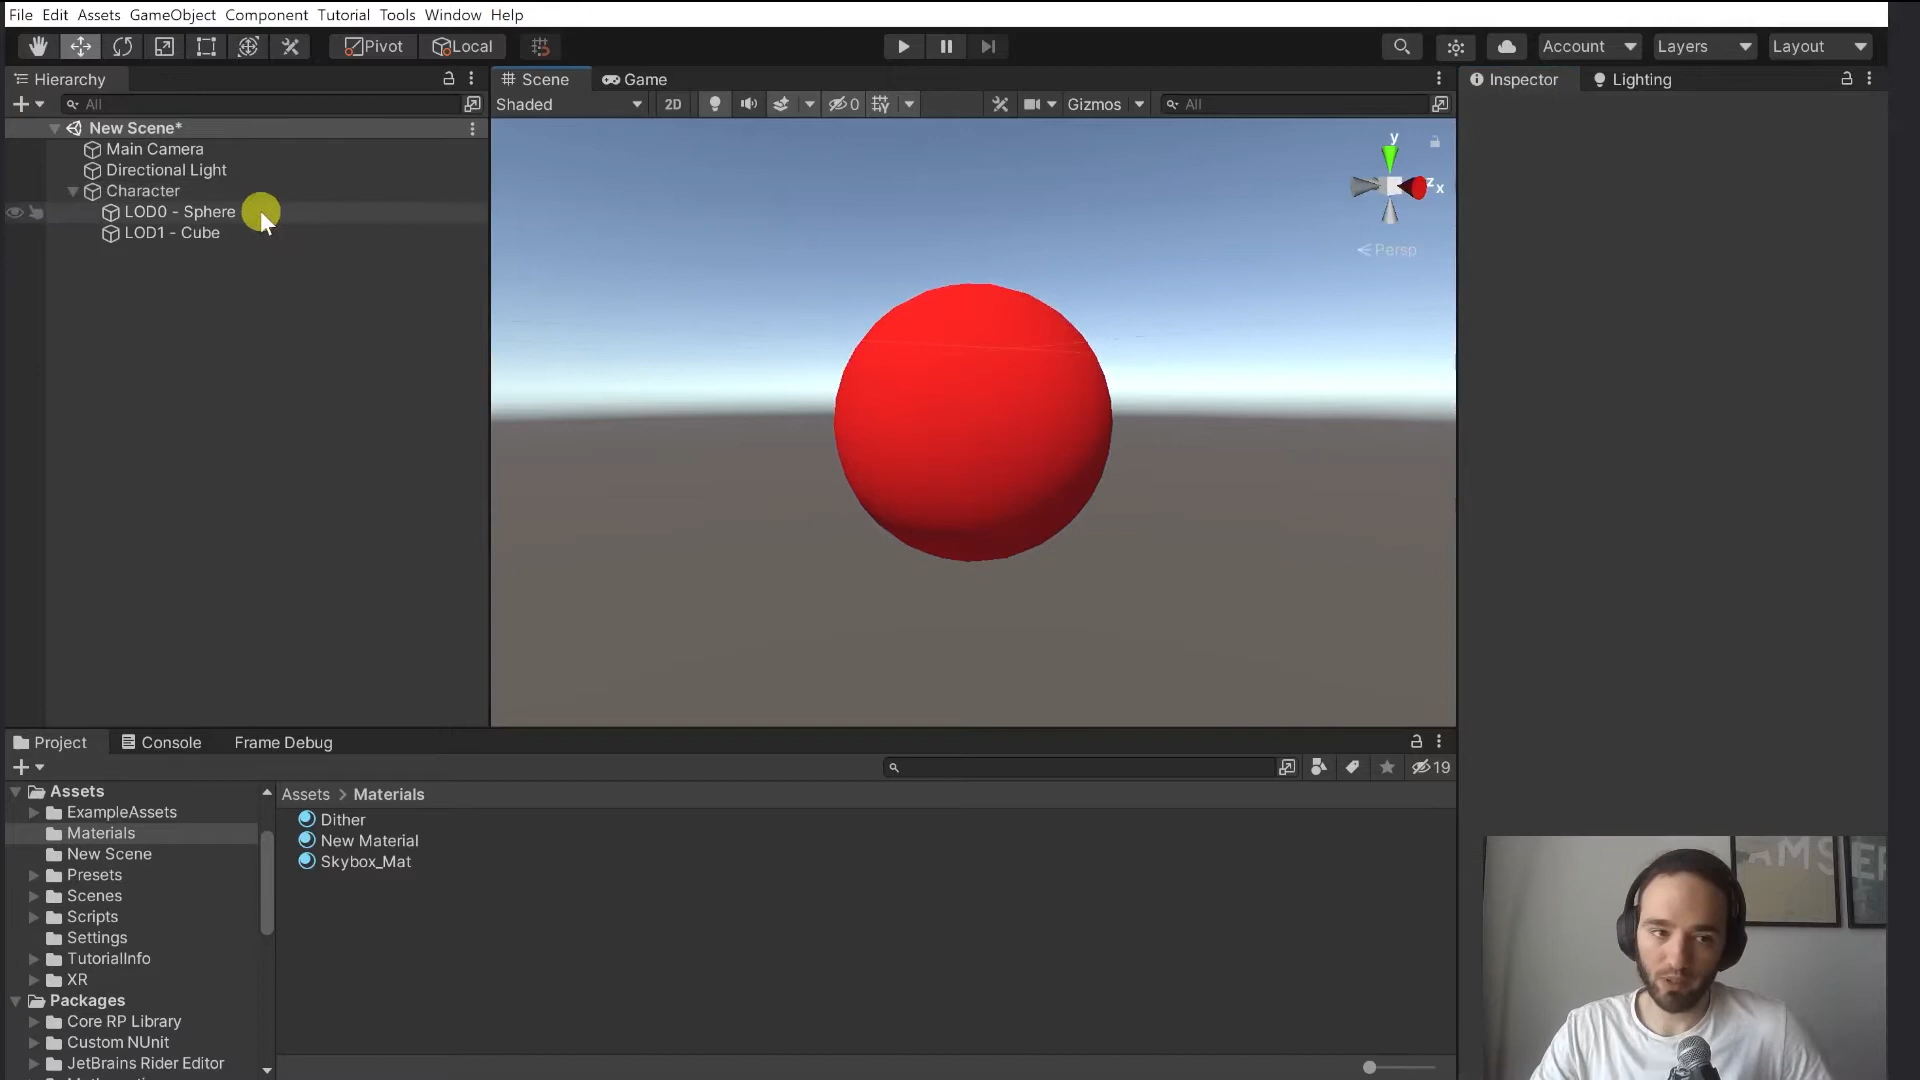 File Edit Assets GameObject Component Tutorial Tools Window Help
Pivot Local Account Layers Layout
Hierarchy Scene Game Inspector Lighting
All Shaded 2D 0 Gizmos All
New Scene*
Main Camera
Directional Light
Character
LOD0 - Sphere
LOD1 - Cube
y
z x
Persp
Project Console Frame Debug
19
Assets
ExampleAssets
Materials
New Scene
Presets
Scenes
Scripts
Settings
TutorialInfo
XR
Packages
Core RP Library
Custom NUnit
JetBrains Rider Editor
Assets > Materials
Dither
New Material
Skybox_Mat